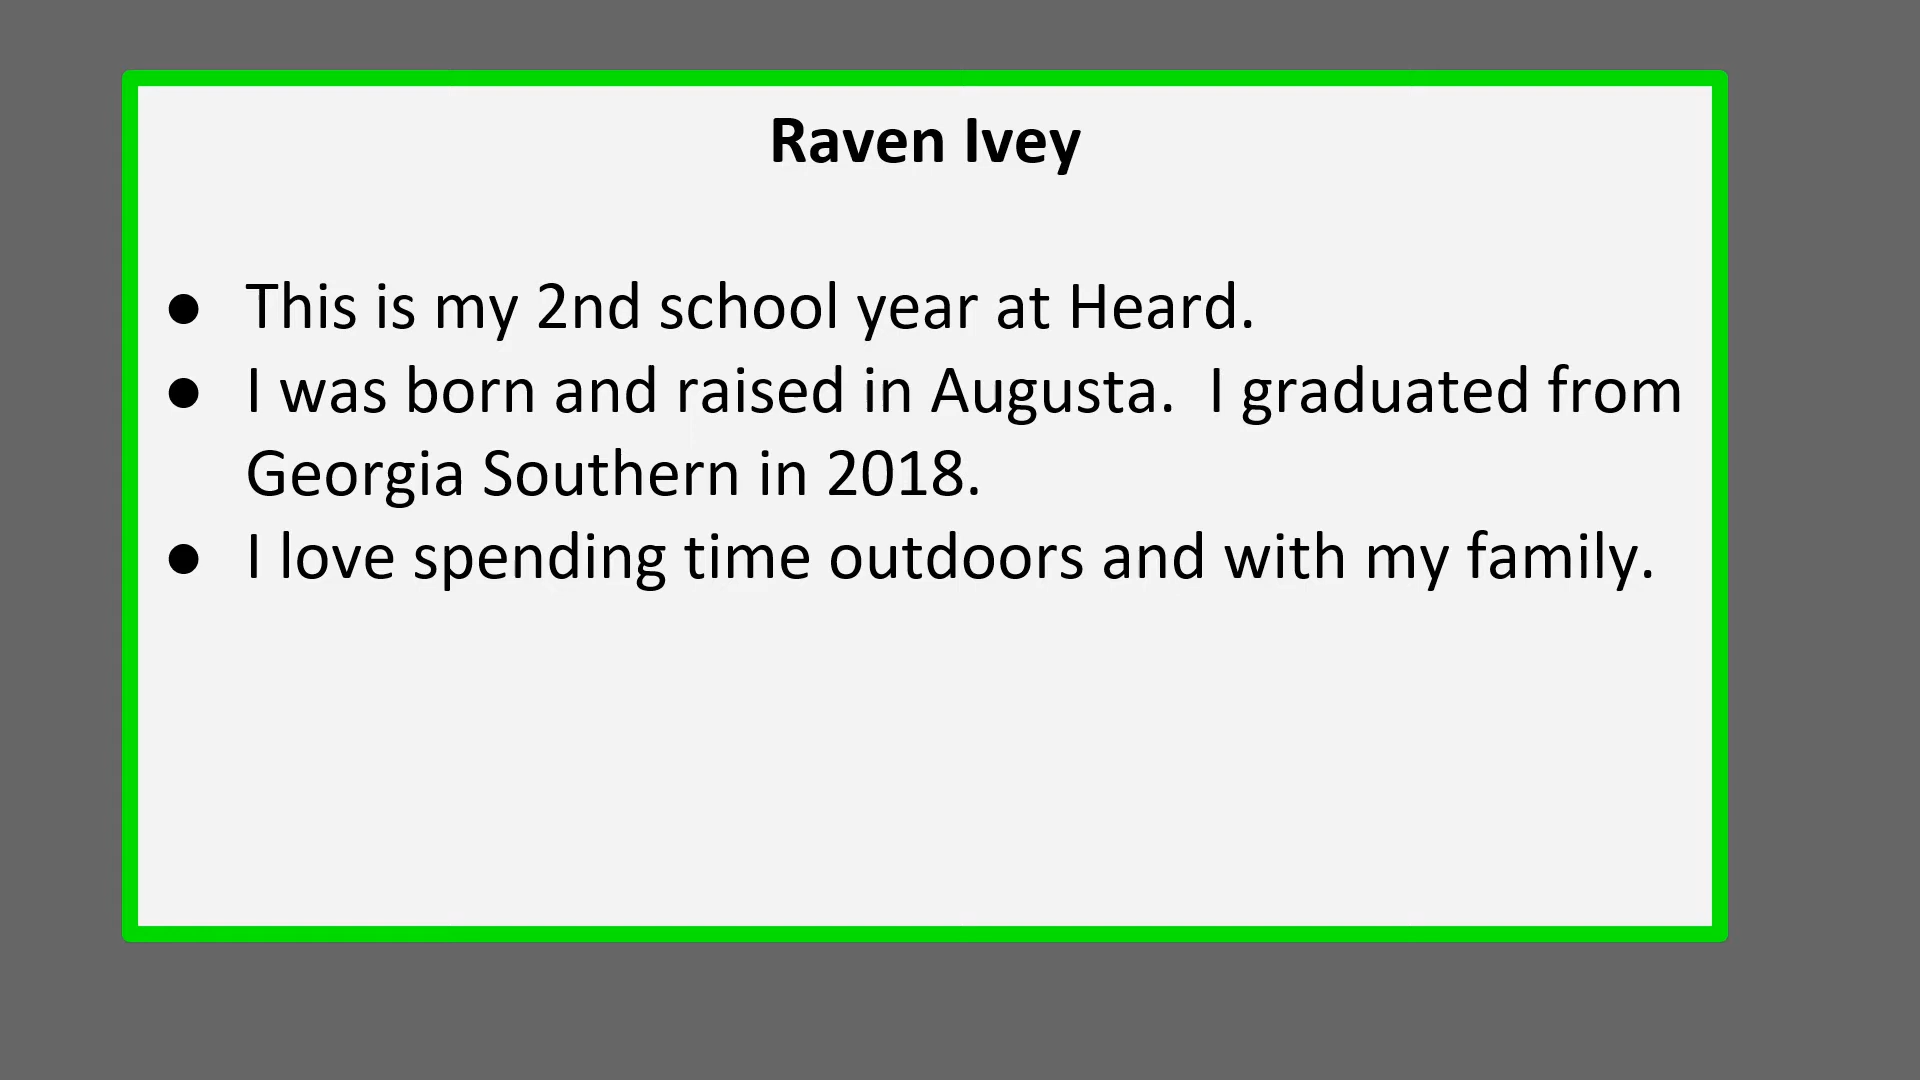 Raven Ivey
● This is my 2nd school year at Heard.
● I was born and raised in Augusta.  I graduated from
Georgia Southern in 2018.
● I love spending time outdoors and with my family.